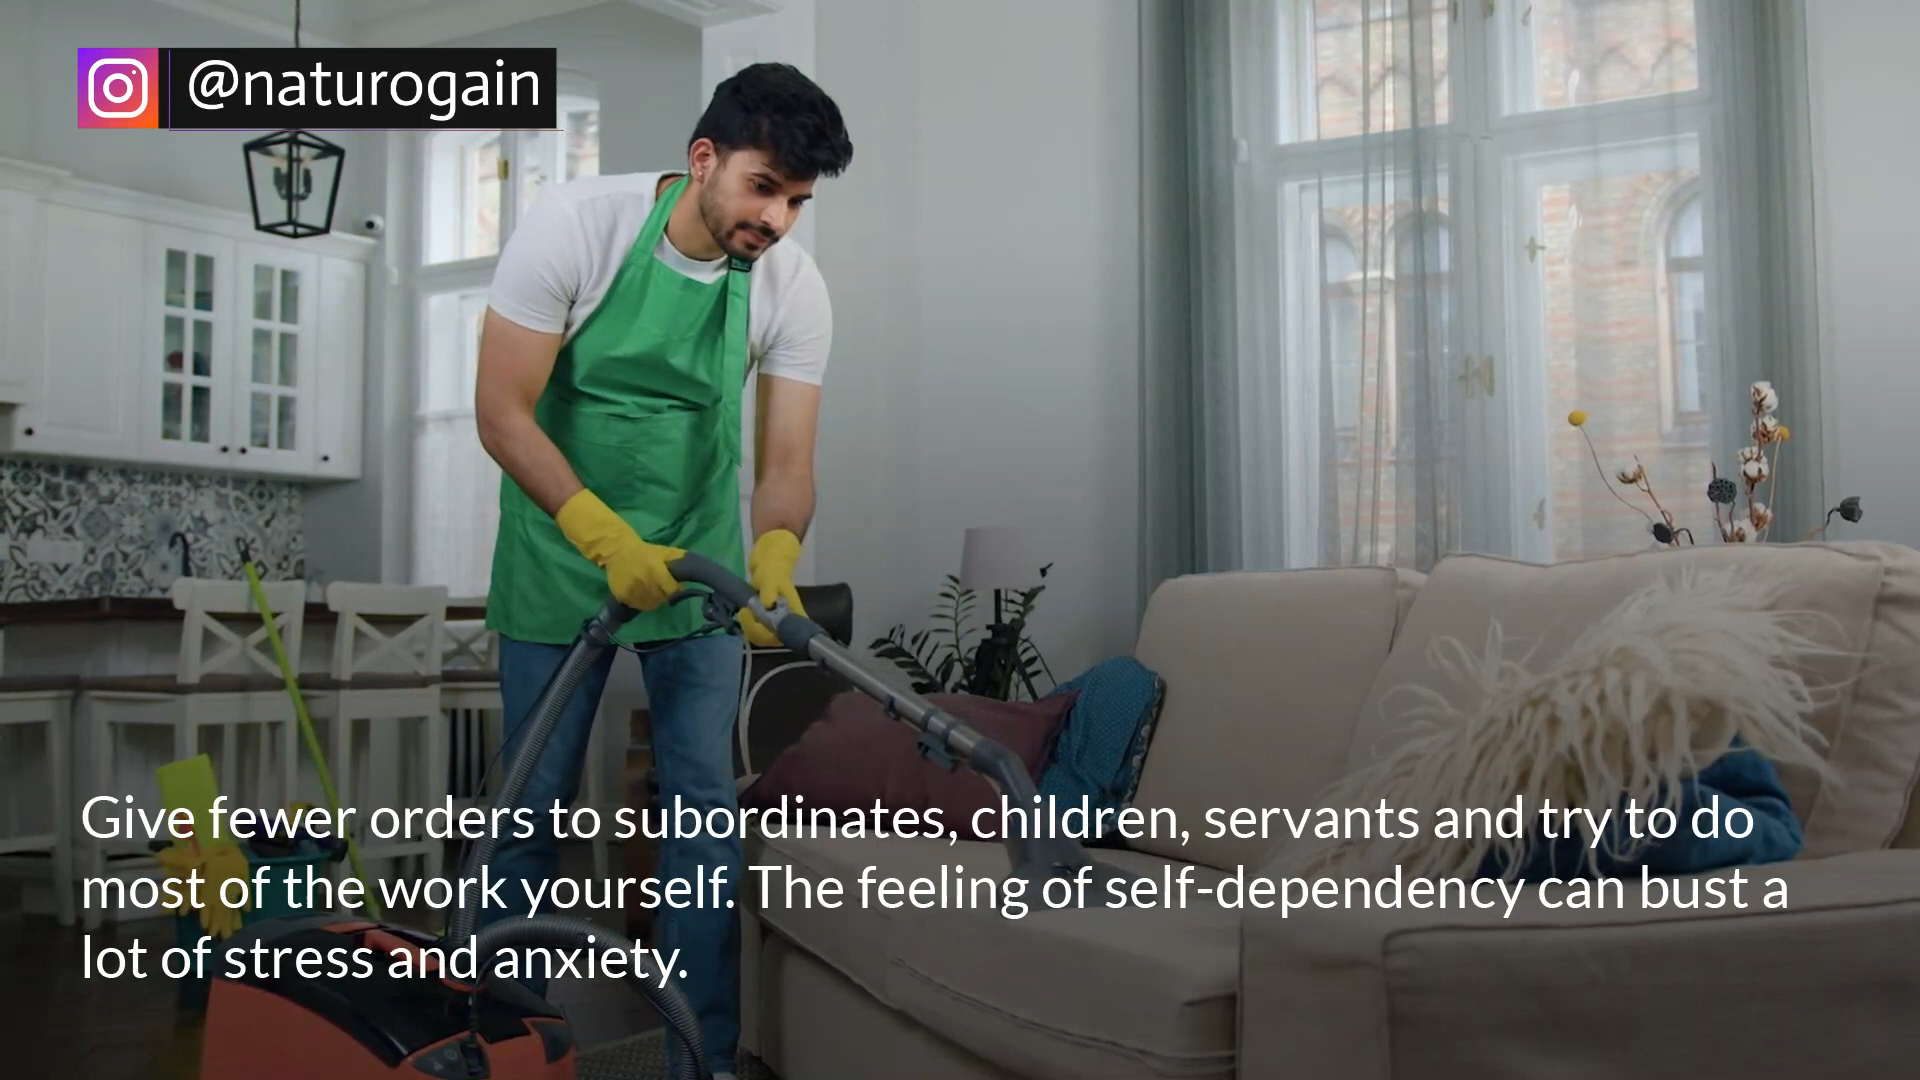 @naturogain
Give fewer orders to subordinates, children, servants and try to do
most of the work yourself. The feeling of self-dependency can bust a
lot of stress and anxiety.